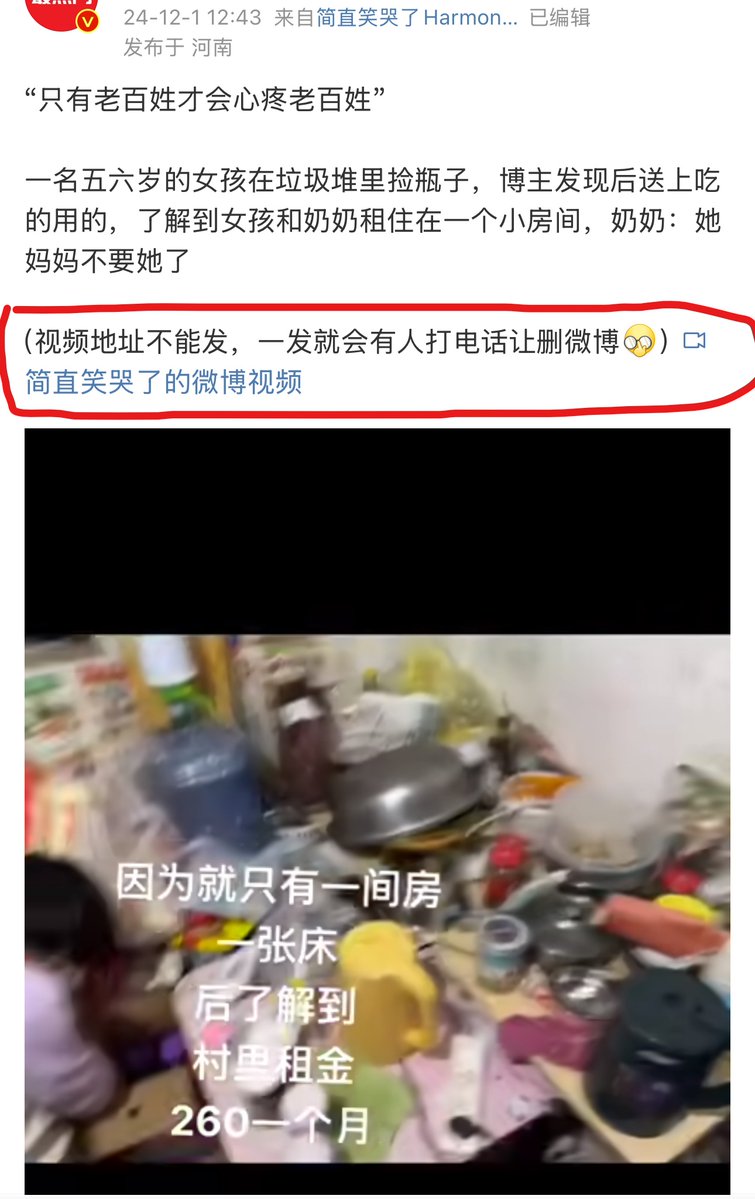 24-12-1 12:43 来自简直笑哭了Harmon... 已编辑
发布于 河南
“只有老百姓才会心疼老百姓”
一名五六岁的女孩在垃圾堆里捡瓶子，博主发现后送上吃
的用的，了解到女孩和奶奶租住在一个小房间，奶奶：她
妈妈不要她了
(视频地址不能发，一发就会有人打电话让删微博)
简直笑哭了的微博视频
因为就只有一间房
一张床
后了解到
村里租金
260一个月